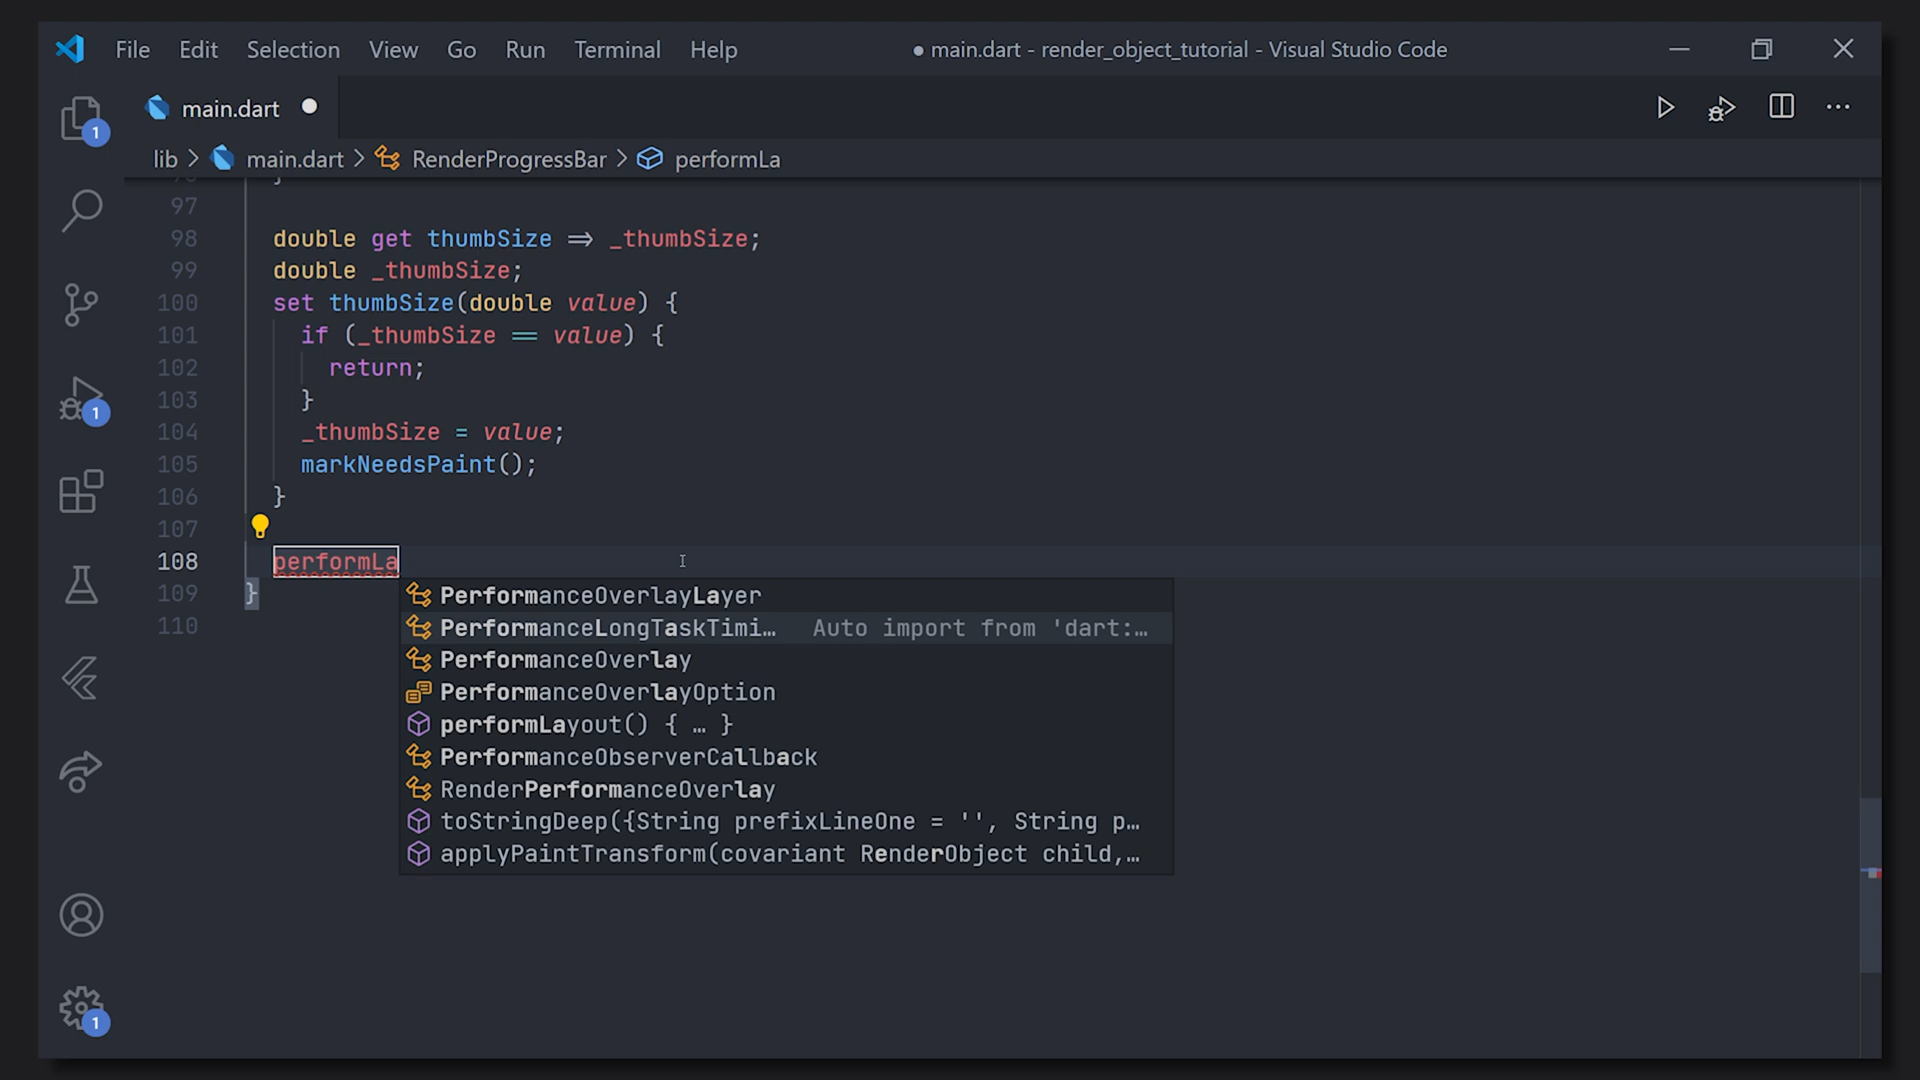 File Edit Selection View Go Run Terminal Help ● main.dart - render_object_tutorial - Visual Studio Code
main.dart
1
lib > main.dart > RenderProgressBar > performLa
97
98 double get thumbSize => _thumbSize;
99 double _thumbSize;
100 set thumbSize(double value) {
101 if (_thumbSize == value) {
102 return;
103 }
1
104 _thumbSize = value;
105 markNeedsPaint();
106 }
107
108 performLa
109 }
PerformanceOverlayLayer
110
PerformanceLongTaskTimi… Auto import from 'dart:…
PerformanceOverlay
PerformanceOverlayOption
performLayout() { … }
PerformanceObserverCallback
RenderPerformanceOverlay
toStringDeep({String prefixLineOne = '', String p…
applyPaintTransform(covariant RenderObject child,…
1